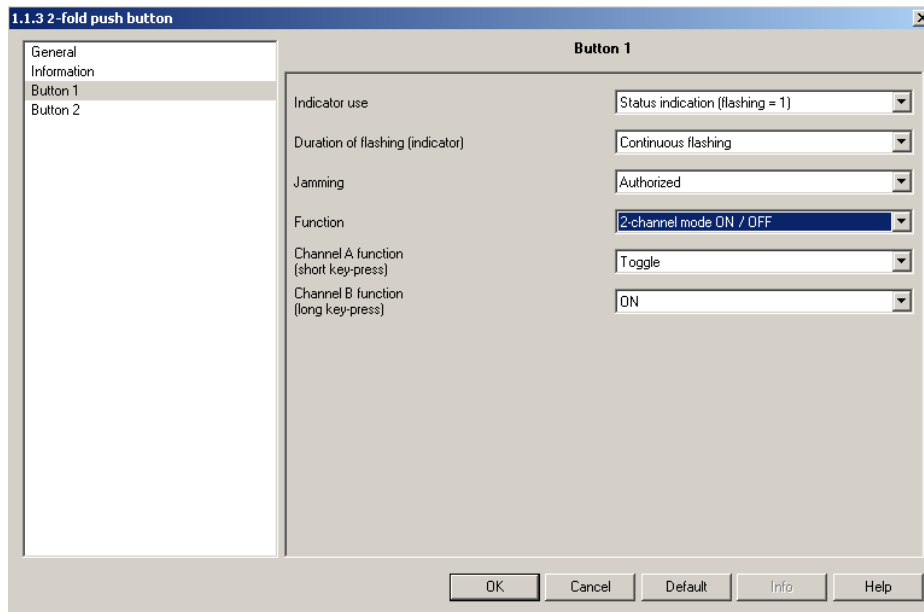 1.1.3 2-fold push button
General
Information
Button 1
Button 2
Button 1
Indicator use
Status indication (flashing = 1)
Duration of flashing (indicator)
Continuous flashing
Jamming
Authorized
Function
2-channel mode ON / OFF
Channel A function
(short key-press)
Toggle
Channel B function
(long key-press)
ON
OK
Cancel
Default
Info
Help